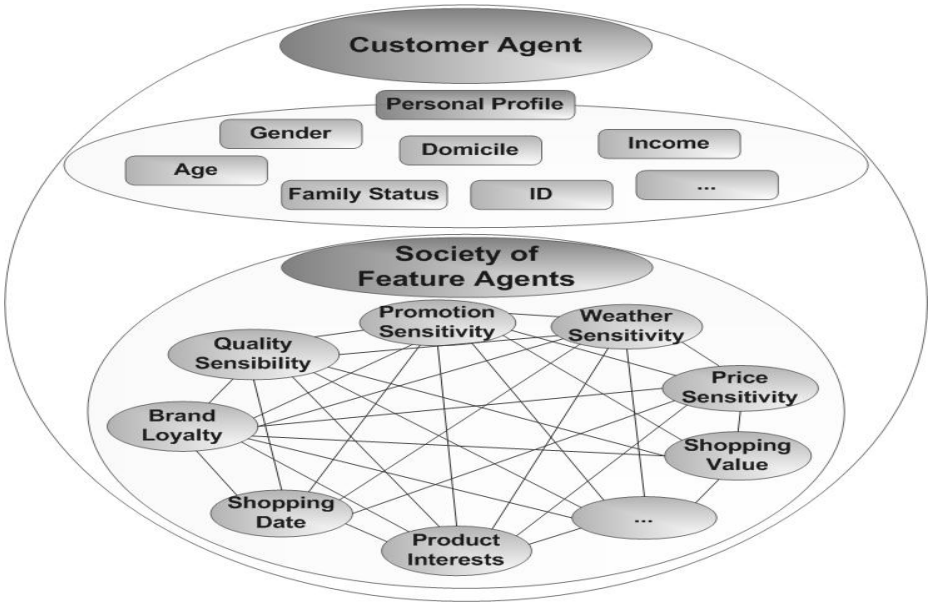 Customer Agent
Personal Profile
Gender
Domicile
Income
Age
Family Status
ID
...
Society of
Feature Agents
Promotion
Sensitivity
Weather
Sensitivity
Quality
Sensibility
Price
Sensitivity
Brand
Loyalty
Shopping
Value
Shopping
Date
...
Product
Interests